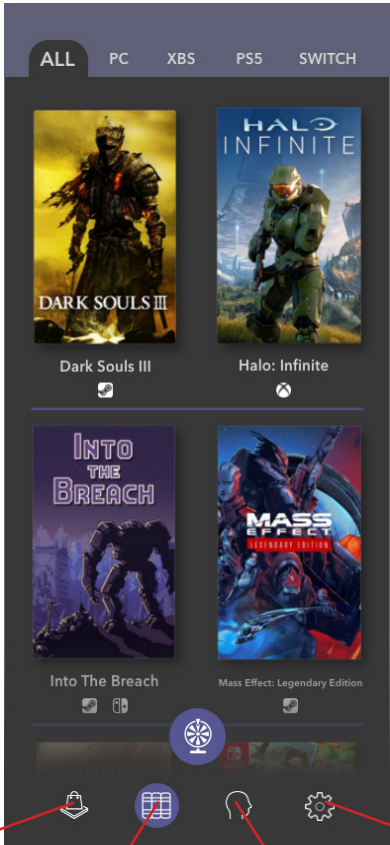 ALL PC XBS PS5 SWITCH
DARK SOULS III
HALO
INFINITE
Dark Souls III
Halo: Infinite
INTO
THE
BREACH
MASS
EFFECT
LEGENDARY EDITION
Into The Breach
Mass Effect: Legendary Edition